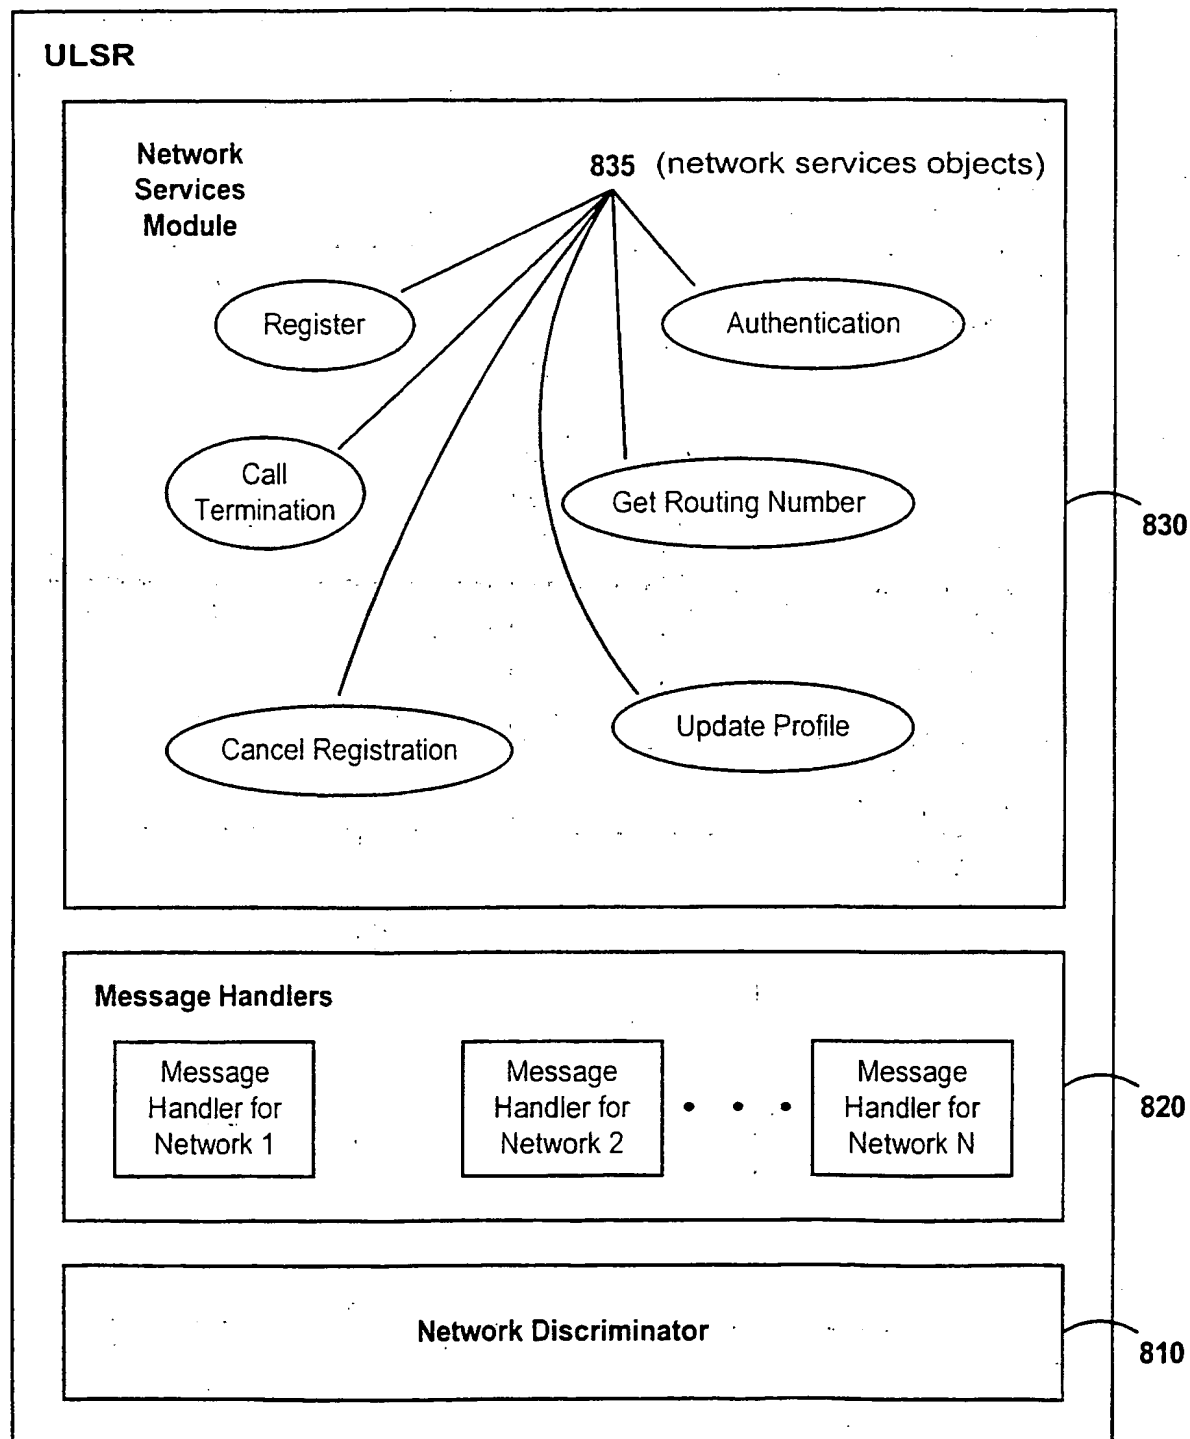 ULSR
Network
Services
Module
835 (network services objects)
Register
Authentication
Call
Termination
Get Routing Number
830
Cancel Registration
Update Profile
Message Handlers
Message
Handler for
Network 1
Message
Handler for
Network 2
• • •
Message
Handler for
Network N
820
Network Discriminator
810